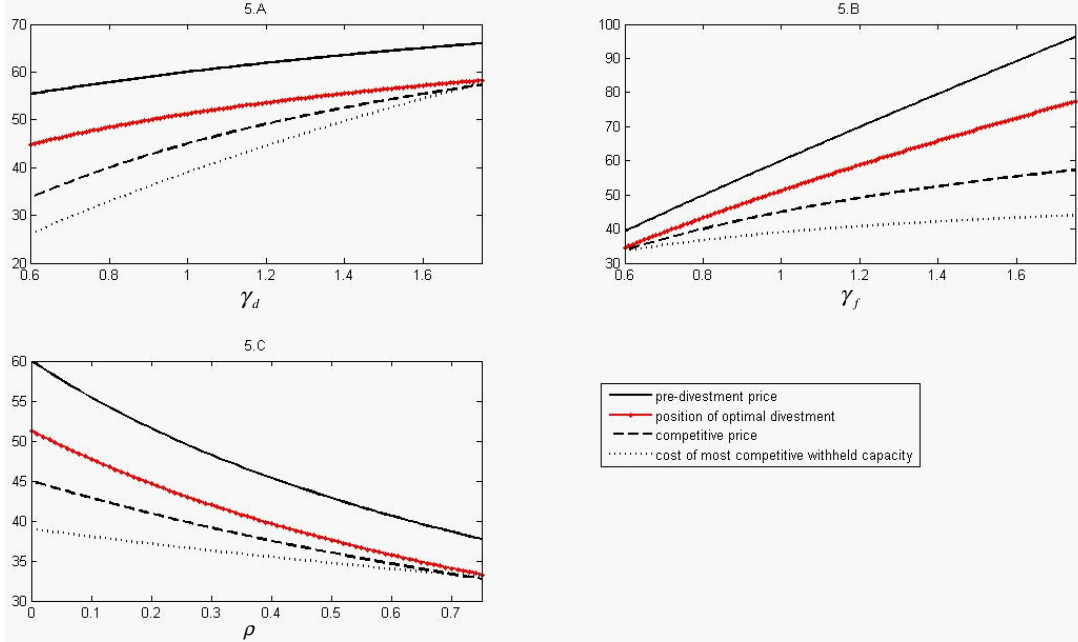 5.A
70
60
50
40
30
20
0.6 0.8 1 1.2 1.4 1.6
γ_d
5.B
100
90
80
70
60
50
40
30
0.6 0.8 1 1.2 1.4 1.6
γ_f
5.C
60
55
50
45
40
35
30
0 0.1 0.2 0.3 0.4 0.5 0.6 0.7
ρ
pre-divestment price
position of optimal divestment
competitive price
cost of most competitive withheld capacity